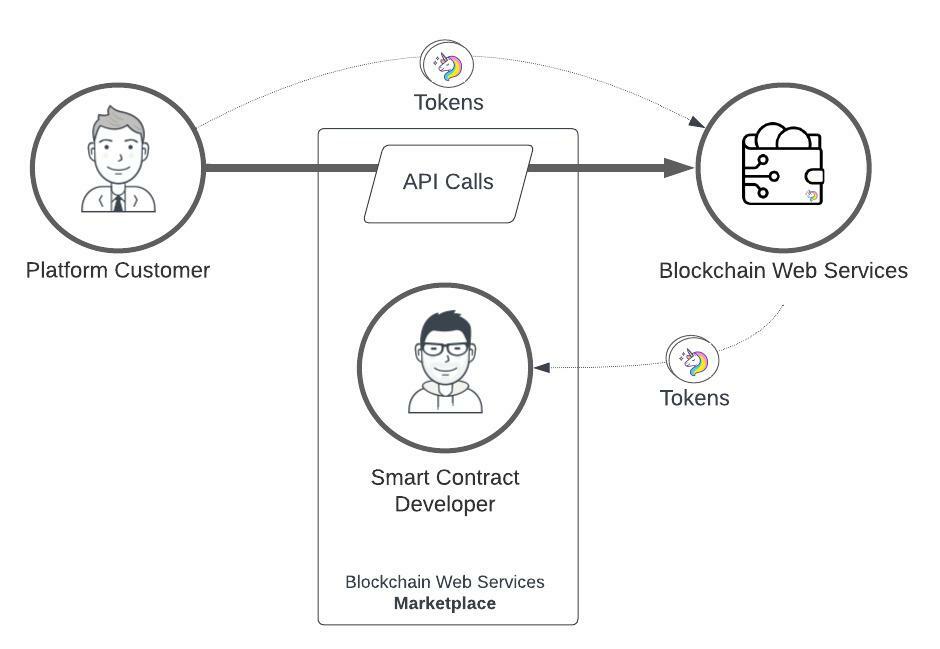 Tokens
API Calls
Platform Customer
Blockchain Web Services
Tokens
Smart Contract
Developer
Blockchain Web Services
Marketplace